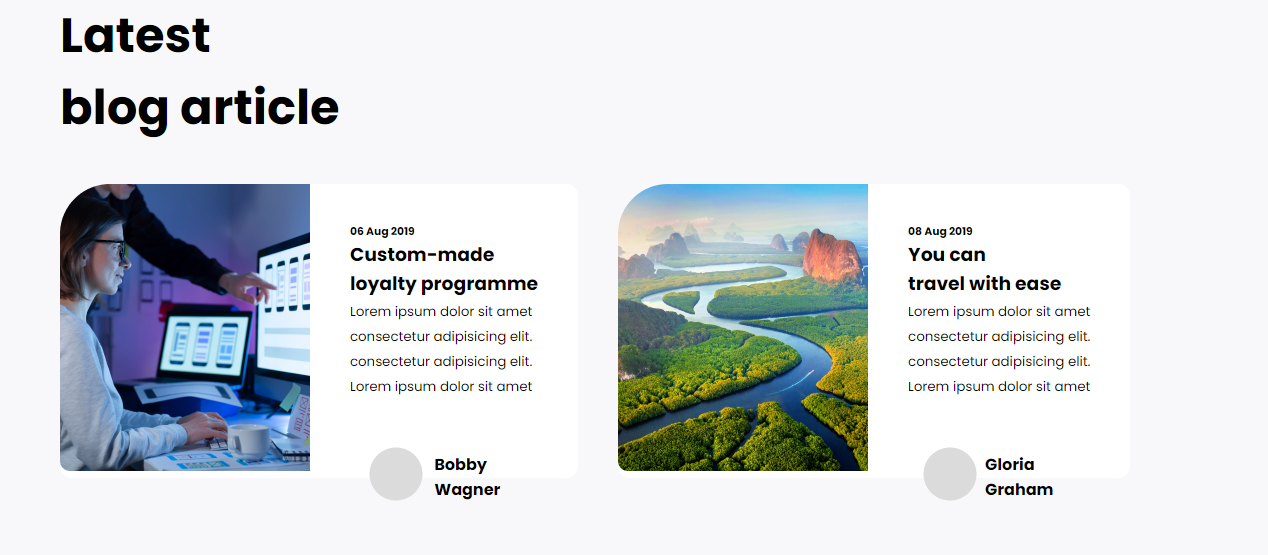 Latest
blog article
06 Aug 2019
Custom-made
loyalty programme
Lorem ipsum dolor sit amet
consectetur adipisicing elit.
consectetur adipisicing elit.
Lorem ipsum dolor sit amet
Bobby
Wagner
08 Aug 2019
You can
travel with ease
Lorem ipsum dolor sit amet
consectetur adipisicing elit.
consectetur adipisicing elit.
Lorem ipsum dolor sit amet
Gloria
Graham